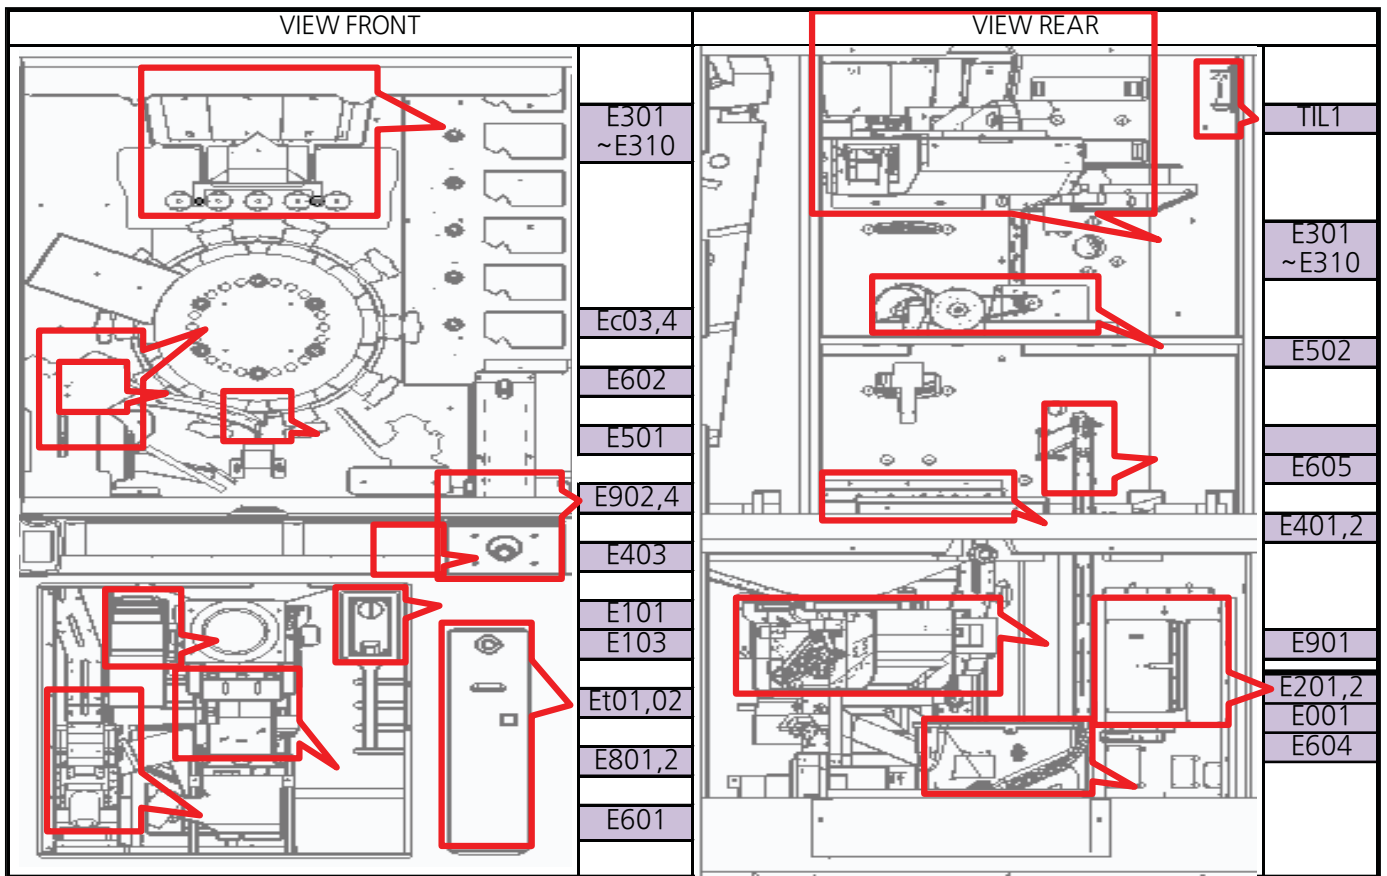 VIEW FRONT
E301
~E310
Ec03,4
E602
E501
E902,4
E403
E101
E103
Et01,02
E801,2
E601
VIEW REAR
TIL1
E301
~E310
E502
E605
E401,2
E901
E201,2
E001
E604